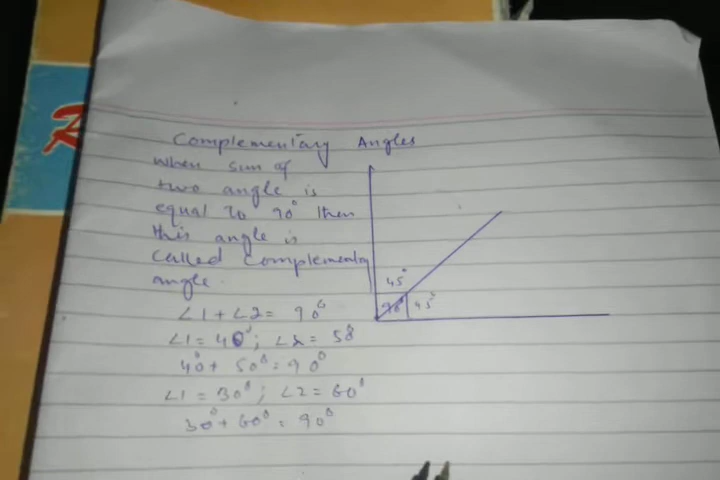 Complementary Angles
when sum of
two angle is
equal to 90° then
this angle is
called complementary
angle.
∠1+∠2= 90°
∠1=40°; ∠2= 50°
40°+ 50°=90°
∠1 = 30°; ∠2= 60°
30°+ 60° = 90°
45°
90° 45°
R